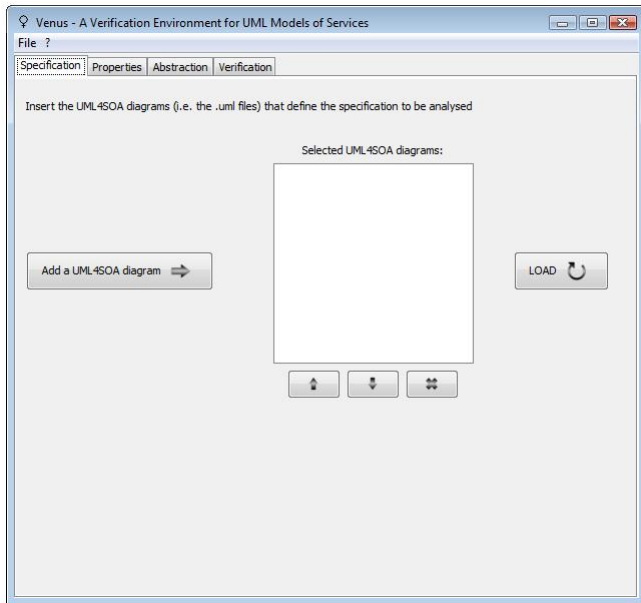 Venus - A Verification Environment for UML Models of Services
File ?
Specification Properties Abstraction Verification
Insert the UML4SOA diagrams (i.e. the .uml files) that define the specification to be analysed
Selected UML4SOA diagrams:
Add a UML4SOA diagram
LOAD